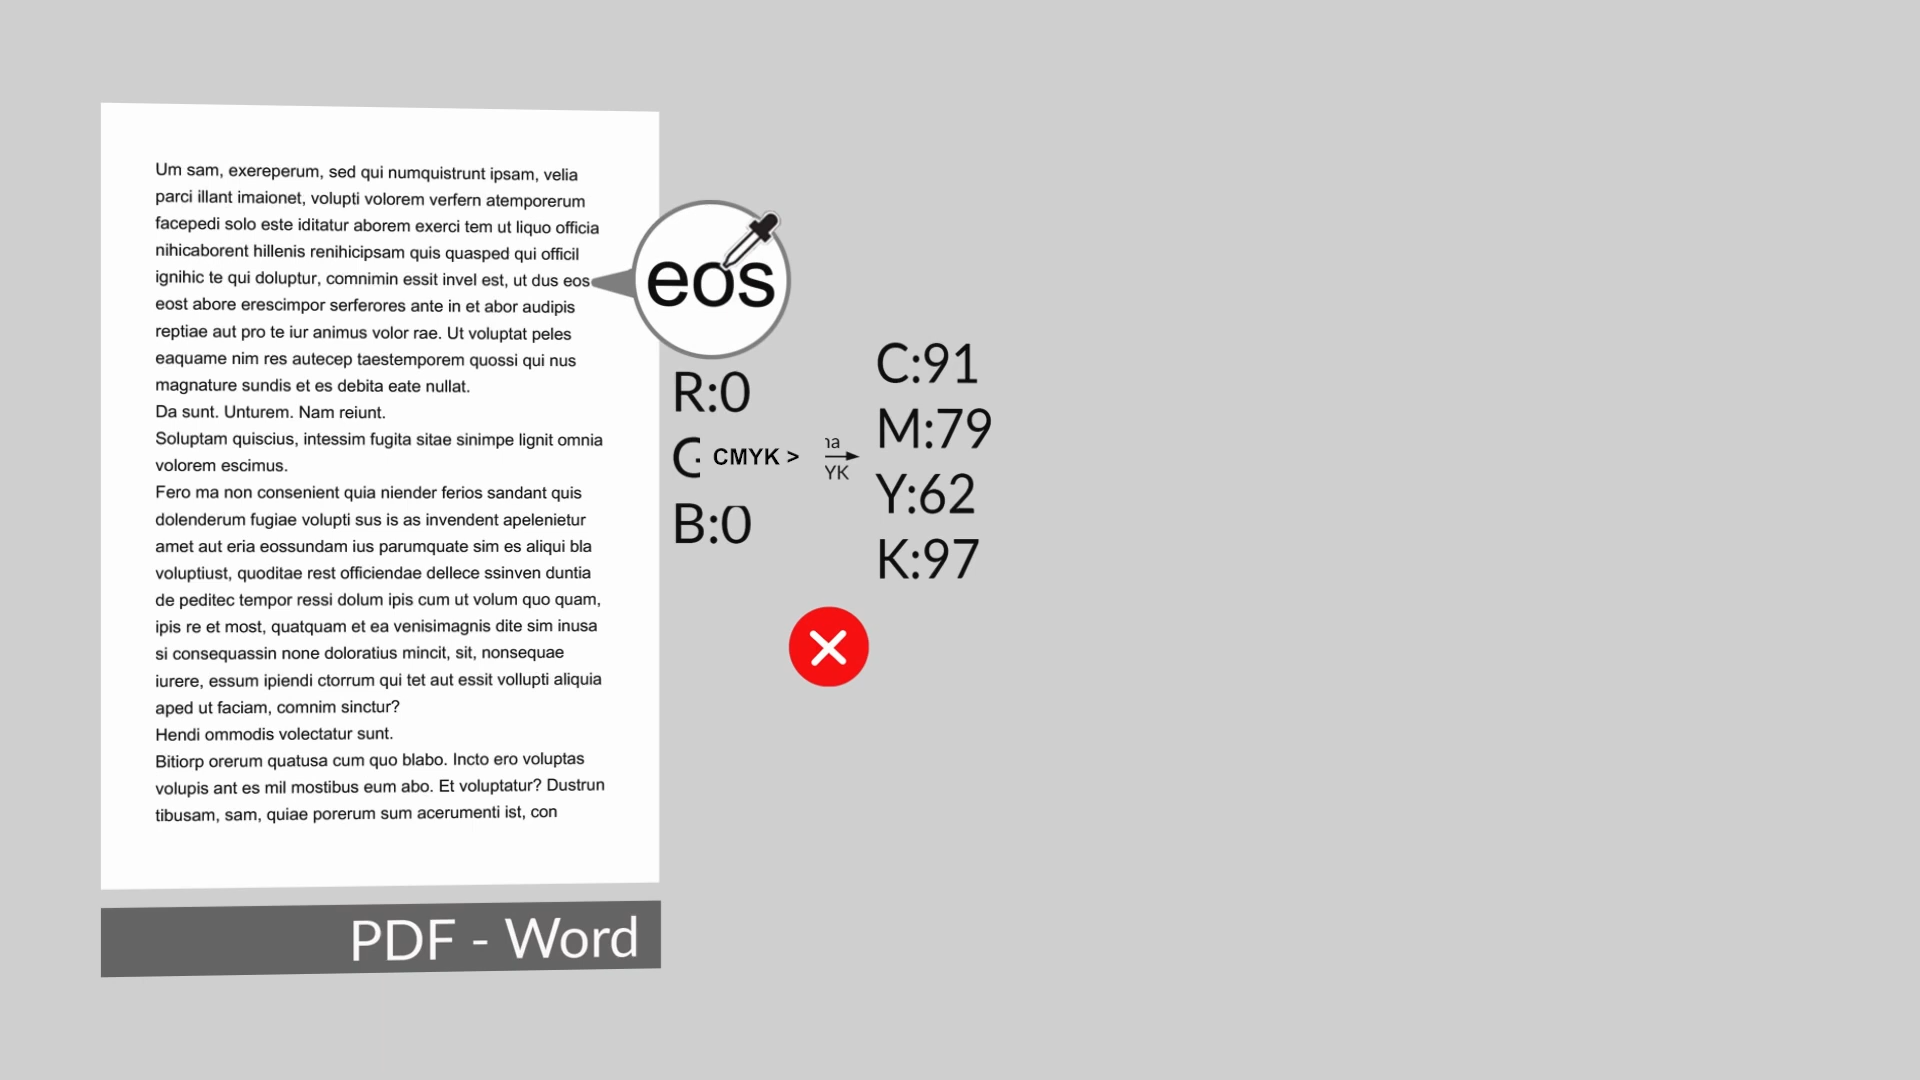 Um sam, exereperum, sed qui numquistrunt ipsam, velia
parci illant imaionet, volupti volorem verfern atemporerum
facepedi solo este iditatur aborem exerci tem ut liquo officia
nihicaborent hillenis renihicipsam quis quasped qui officil
ignihic te qui doluptur, comnimin essit invel est, ut dus eos
eost abore erescimpor serferores ante in et abor audipis
reptiae aut pro te iur animus volor rae. Ut voluptat peles
eaquame nim res autecep taestemporem quossi qui nus
magnature sundis et es debita eate nullat.
Da sunt. Unturem. Nam reiunt.
Soluptam quiscius, intessim fugita sitae sinimpe lignit omnia
volorem escimus.
Fero ma non consenient quia niender ferios sandant quis
dolenderum fugiae volupti sus is as invendent apelenietur
amet aut eria eossundam ius parumquate sim es aliqui bla
voluptiust, quoditae rest officiendae dellece ssinven duntia
de peditec tempor ressi dolum ipis cum ut volum quo quam,
ipis re et most, quatquam et ea venisimagnis dite sim inusa
si consequassin none doloratius mincit, sit, nonsequae
iurere, essum ipiendi ctorrum qui tet aut essit vollupti aliquia
aped ut faciam, comnim sinctur?
Hendi ommodis volectatur sunt.
Bitiorp orerum quatusa cum quo blabo. Incto ero voluptas
volupis ant es mil mostibus eum abo. Et voluptatur? Dustrun
tibusam, sam, quiae porerum sum acerumenti ist, con
PDF - Word
eos
R:0
CMYK >
B:0
C:91
M:79
Y:62
K:97